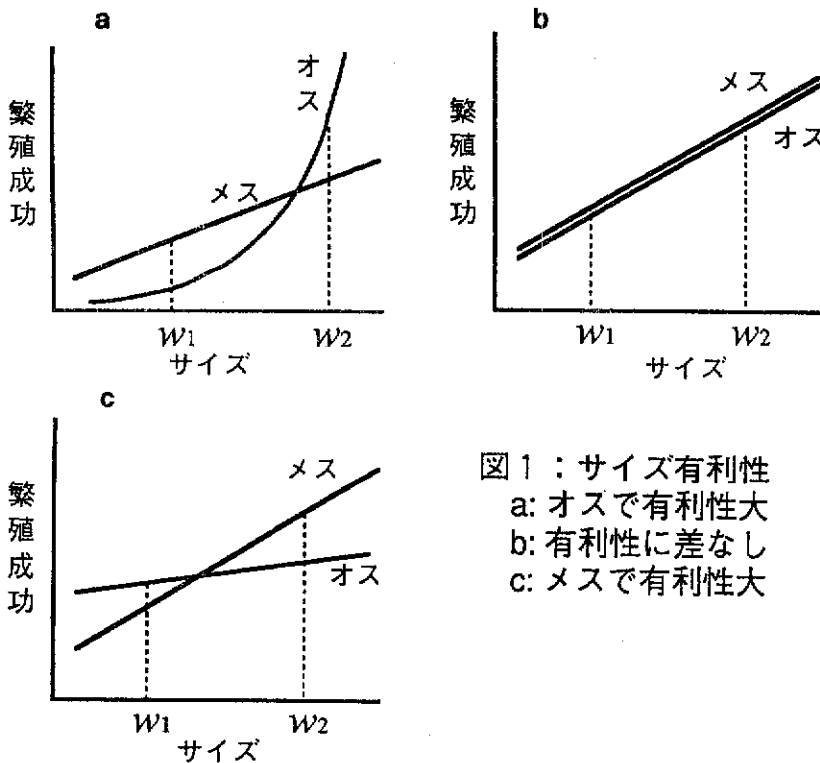 a
繁殖成功
オス
メス
W1
W2
サイズ
b
繁殖成功
メス
オス
W1
W2
サイズ
c
繁殖成功
メス
オス
W1
W2
サイズ
図1:サイズ有利性
a: オスで有利性大
b: 有利性に差なし
c: メスで有利性大